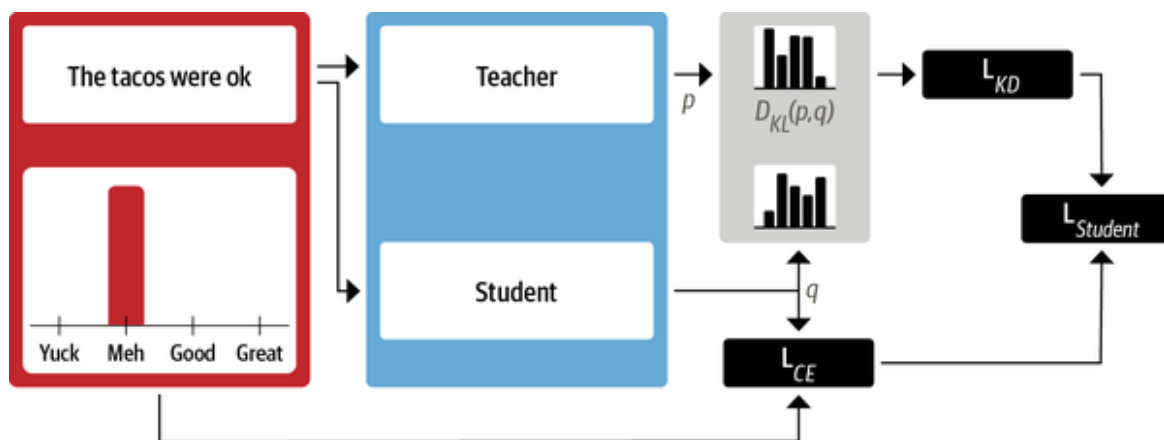 The tacos were ok
Teacher
p
D_KL(p,q)
L_KD
L_Student
Student
q
Yuck Meh Good Great
L_CE